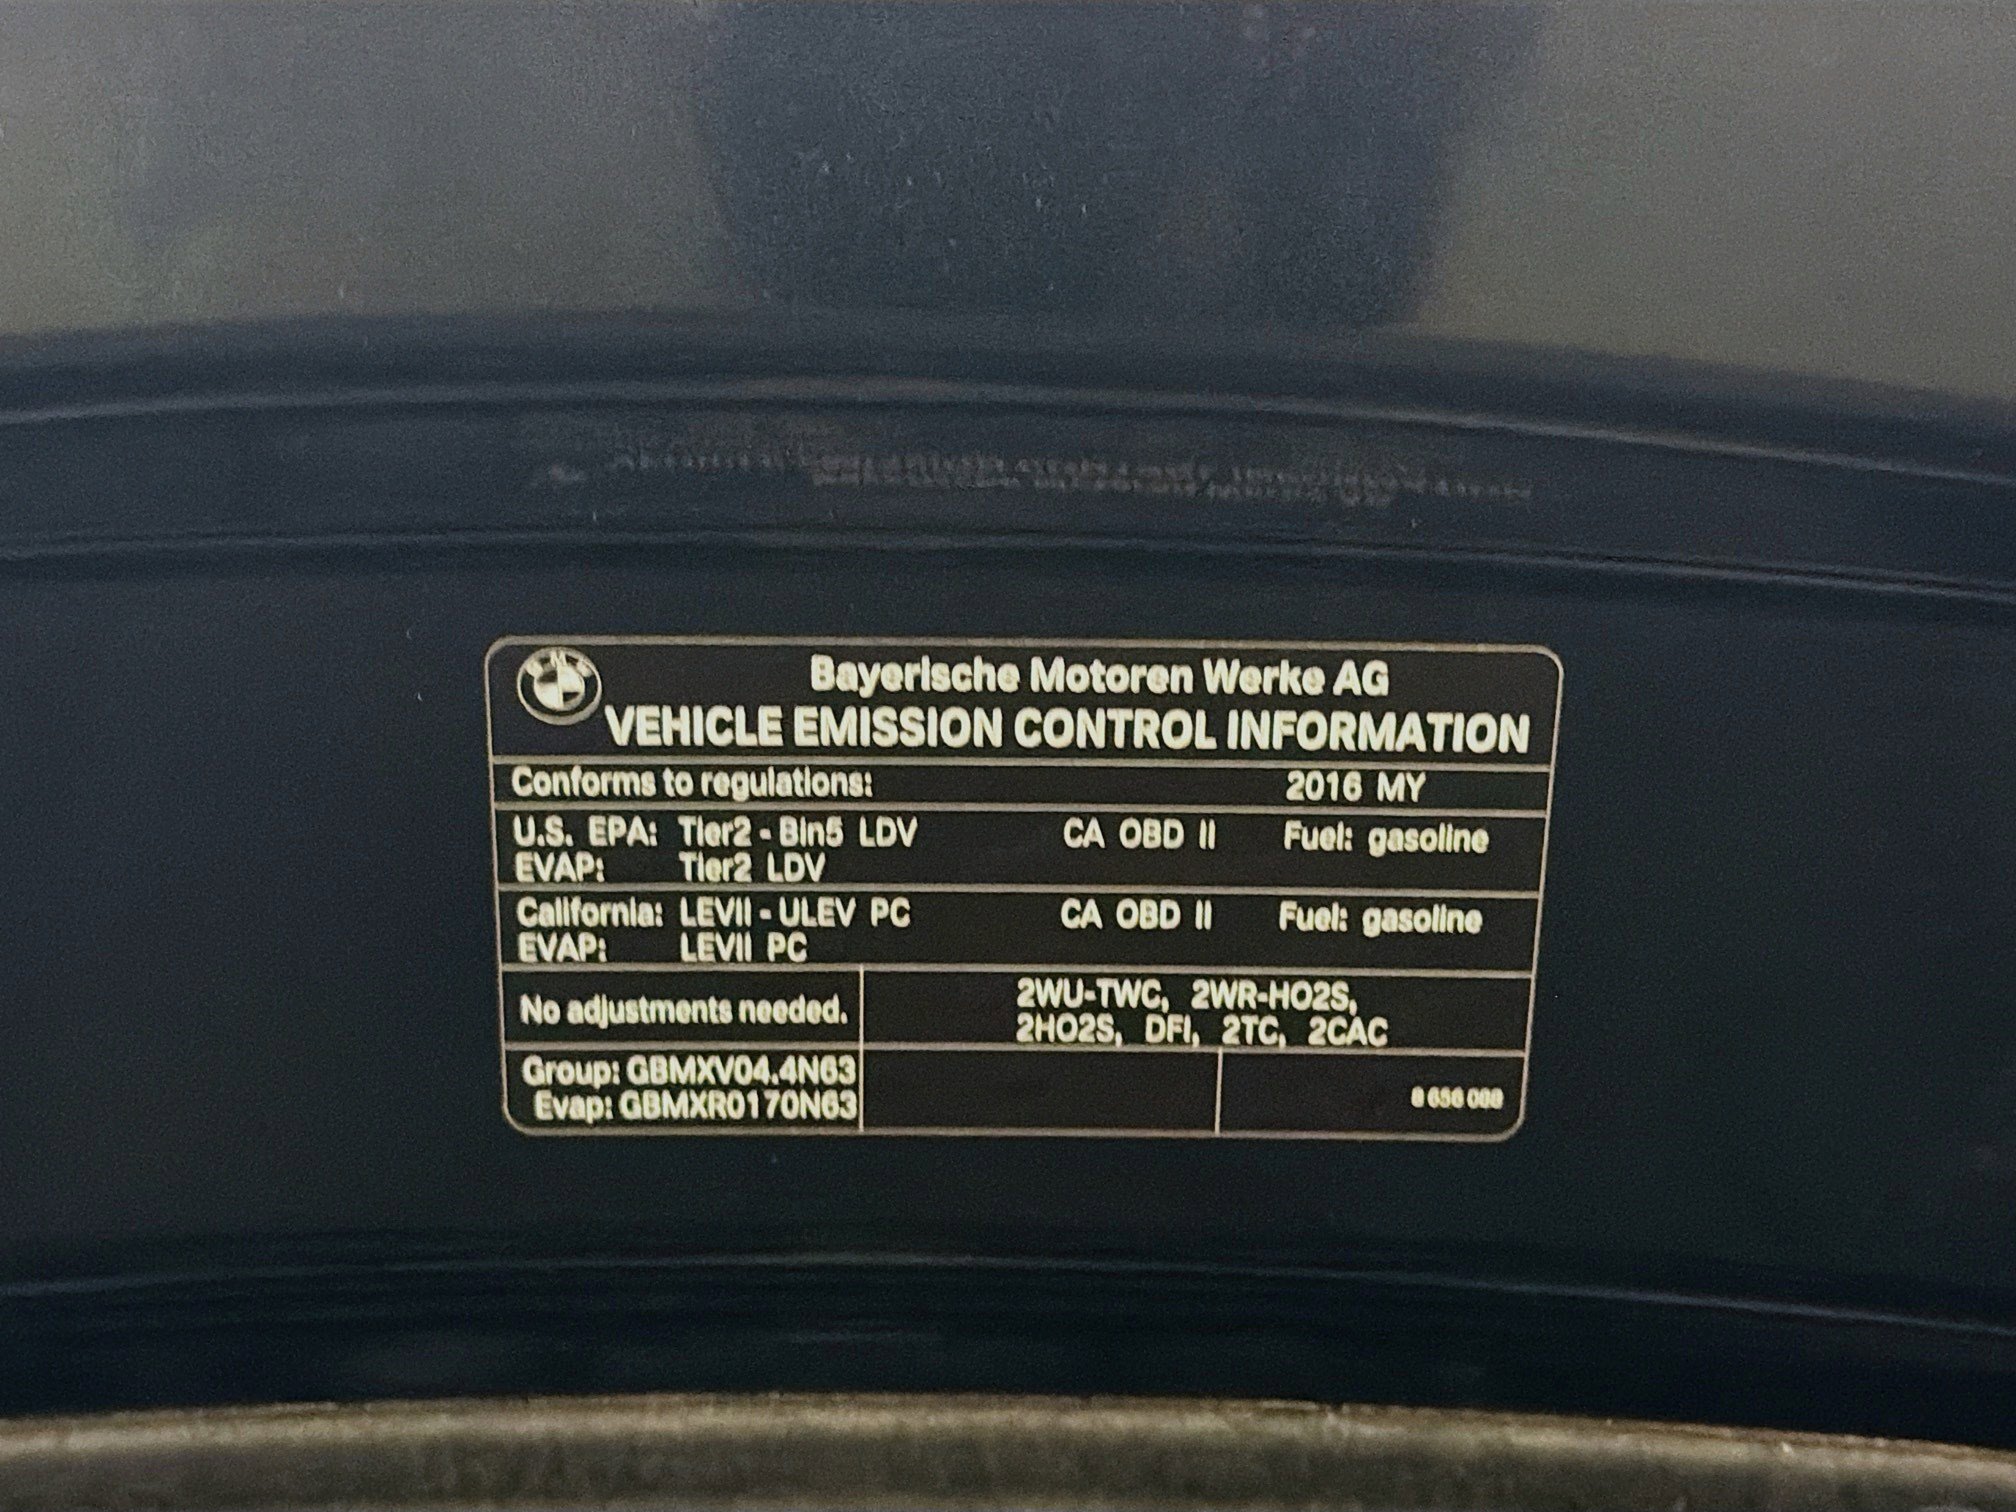 Bayerische Motoren Werke AG
VEHICLE EMISSION CONTROL INFORMATION
Conforms to regulations: 2016 MY
U.S. EPA: Tier2 - Bin5 LDV CA OBD II Fuel: gasoline
EVAP: Tier2 LDV
California: LEVII - ULEV PC CA OBD II Fuel: gasoline
EVAP: LEVII PC
No adjustments needed. 2WU-TWC, 2WR-HO2S,
2HO2S, DFI, 2TC, 2CAC
Group: GBMXV04.4N63
Evap: GBMXR0170N63